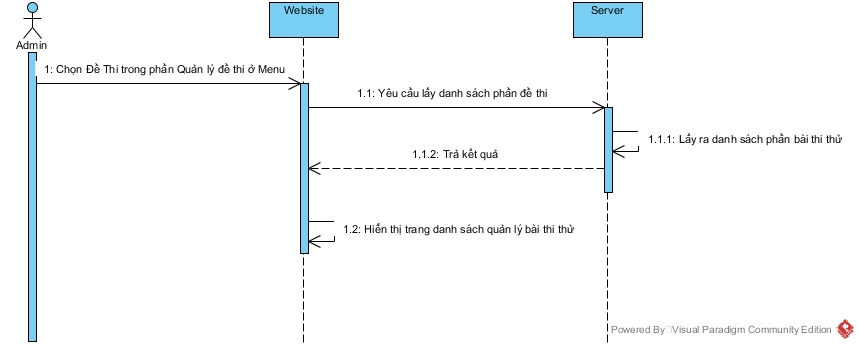 Website
Server
Admin
1: Chọn Đề Thi trong phần Quản lý đề thi ở Menu
1.1: Yêu cầu lấy danh sách phần đề thi
1.1.1: Lấy ra danh sách phần bài thi thử
1.1.2: Trả kết quả
1.2: Hiển thị trang danh sách quản lý bài thi thử
Powered By Visual Paradigm Community Edition